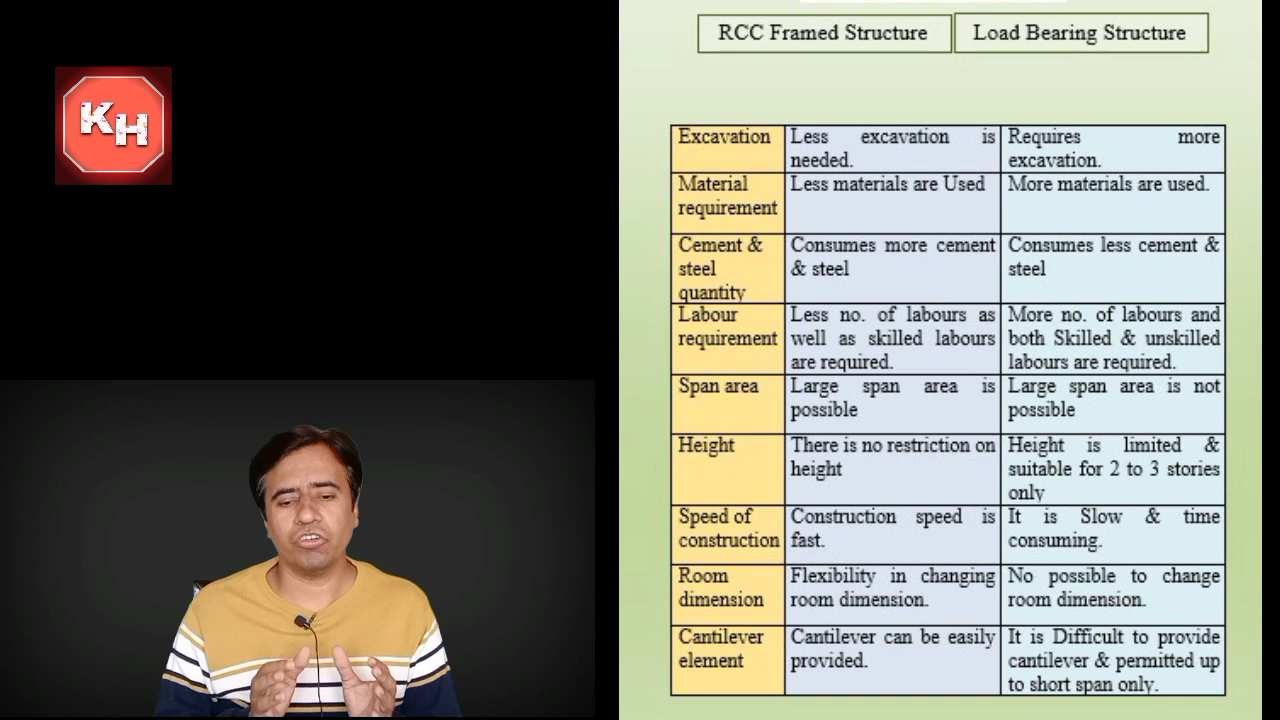 KH
RCC Framed Structure
Load Bearing Structure
Excavation
Less excavation is
needed.
Requires more
excavation.
Material
requirement
Less materials are Used
More materials are used.
Cement &
steel
quantity
Consumes more cement
& steel
Consumes less cement &
steel
Labour
requirement
Less no. of labours as
well as skilled labours
are required.
More no. of labours and
both Skilled & unskilled
labours are required.
Span area
Large span area is
possible
Large span area is not
possible
Height
There is no restriction on
height
Height is limited &
suitable for 2 to 3 stories
only
Speed of
construction
Construction speed is
fast.
It is Slow & time
consuming.
Room
dimension
Flexibility in changing
room dimension.
No possible to change
room dimension.
Cantilever
element
Cantilever can be easily
provided.
It is Difficult to provide
cantilever & permitted up
to short span only.